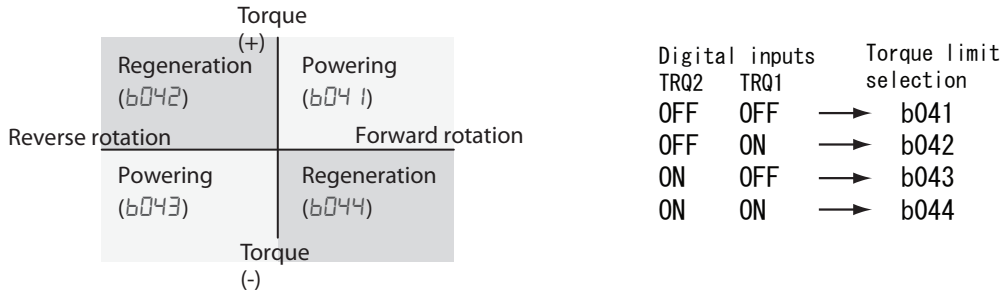 Torque
(+)
Regeneration
(b042)
Powering
(b041)
Reverse rotation
Forward rotation
Powering
(b043)
Regeneration
(b044)
Torque
(-)
Digital inputs Torque limit
TRQ2 TRQ1 selection
OFF OFF → b041
OFF ON → b042
ON OFF → b043
ON ON → b044